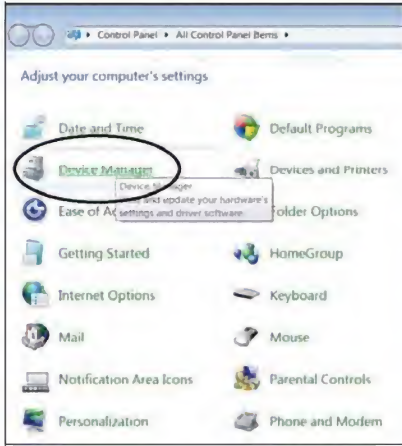 Control Panel ▸ All Control Panel Items ▸
Adjust your computer's settings
Date and Time
Default Programs
Device Manager
Devices and Printers
Device Manager
and update your hardware's
settings and driver software.
Ease of
Folder Options
Getting Started
HomeGroup
Internet Options
Keyboard
Mail
Mouse
Notification Area Icons
Parental Controls
Personalization
Phone and Modem